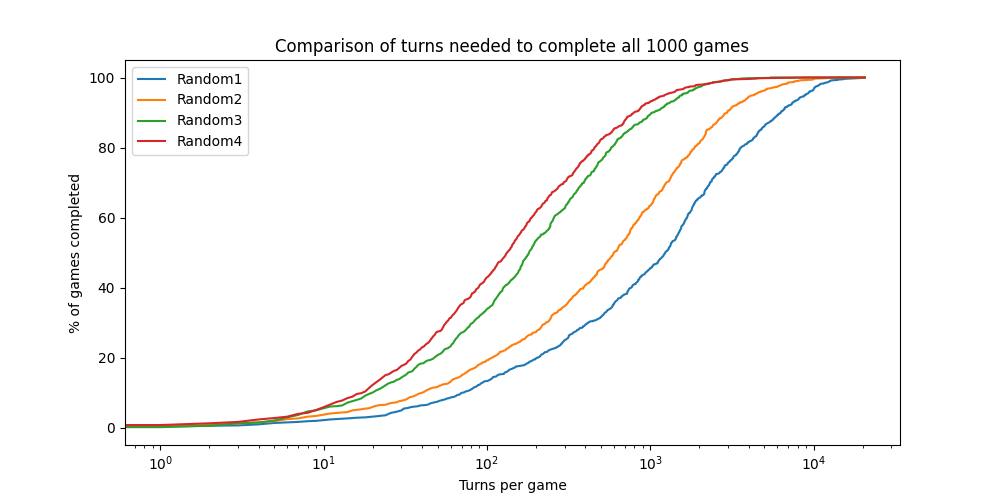 Comparison of turns needed to complete all 1000 games
Random1
Random2
Random3
Random4
% of games completed
100
80
60
40
20
0
10⁰ 10¹ 10² 10³ 10⁴
Turns per game